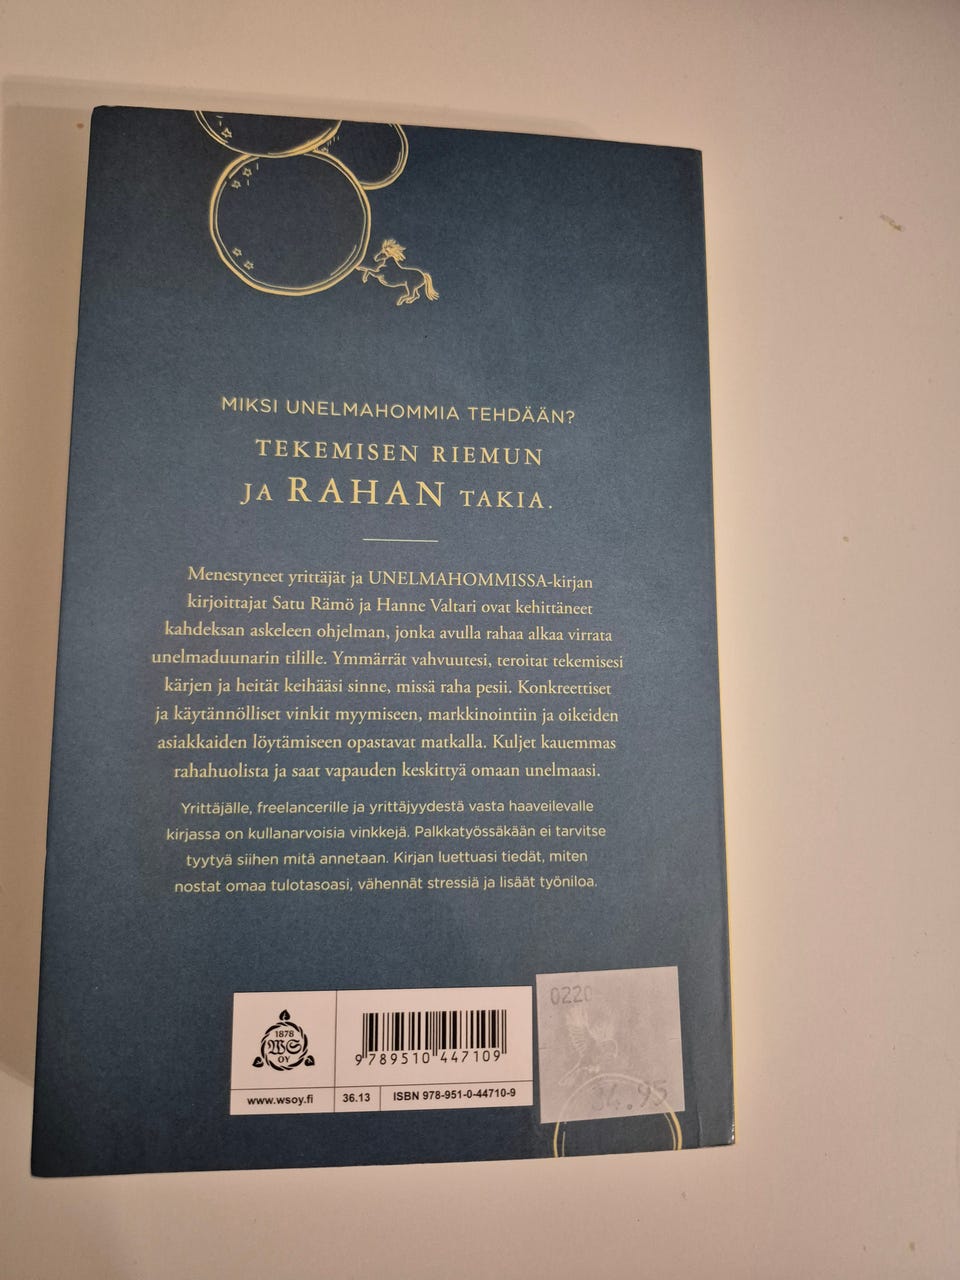 MIKSI UNELMAHOMMIA TEHDÄÄN?
TEKEMISEN RIEMUN
JA RAHAN TAKIA.
Menestyneet yrittäjät ja UNELMAHOMMISSA-kirjan
kirjoittajat Satu Rämö ja Hanne Valtari ovat kehittäneet
kahdeksan askeleen ohjelman, jonka avulla rahaa alkaa virrata
unelmaduunarin tilille. Ymmärrät vahvuutesi, teroitat tekemisesi
kärjen ja heität keihääsi sinne, missä raha pesii. Konkreettiset
ja käytännölliset vinkit myymiseen, markkinointiin ja oikeiden
asiakkaiden löytämiseen opastavat matkalla. Kuljet kauemmas
rahahuolista ja saat vapauden keskittyä omaan unelmaasi.
Yrittäjälle, freelancerille ja yrittäjyydestä vasta haaveilevalle
kirjassa on kullanarvoisia vinkkejä. Palkkatyössäkään ei tarvitse
tyytyä siihen mitä annetaan. Kirjan luettuasi tiedät, miten
nostat omaa tulotasoasi, vähennät stressiä ja lisäät työniloa.
1878
WS
OY
9 789510 447109
www.wsoy.fi
36.13
ISBN 978-951-0-44710-9
0220
34.95